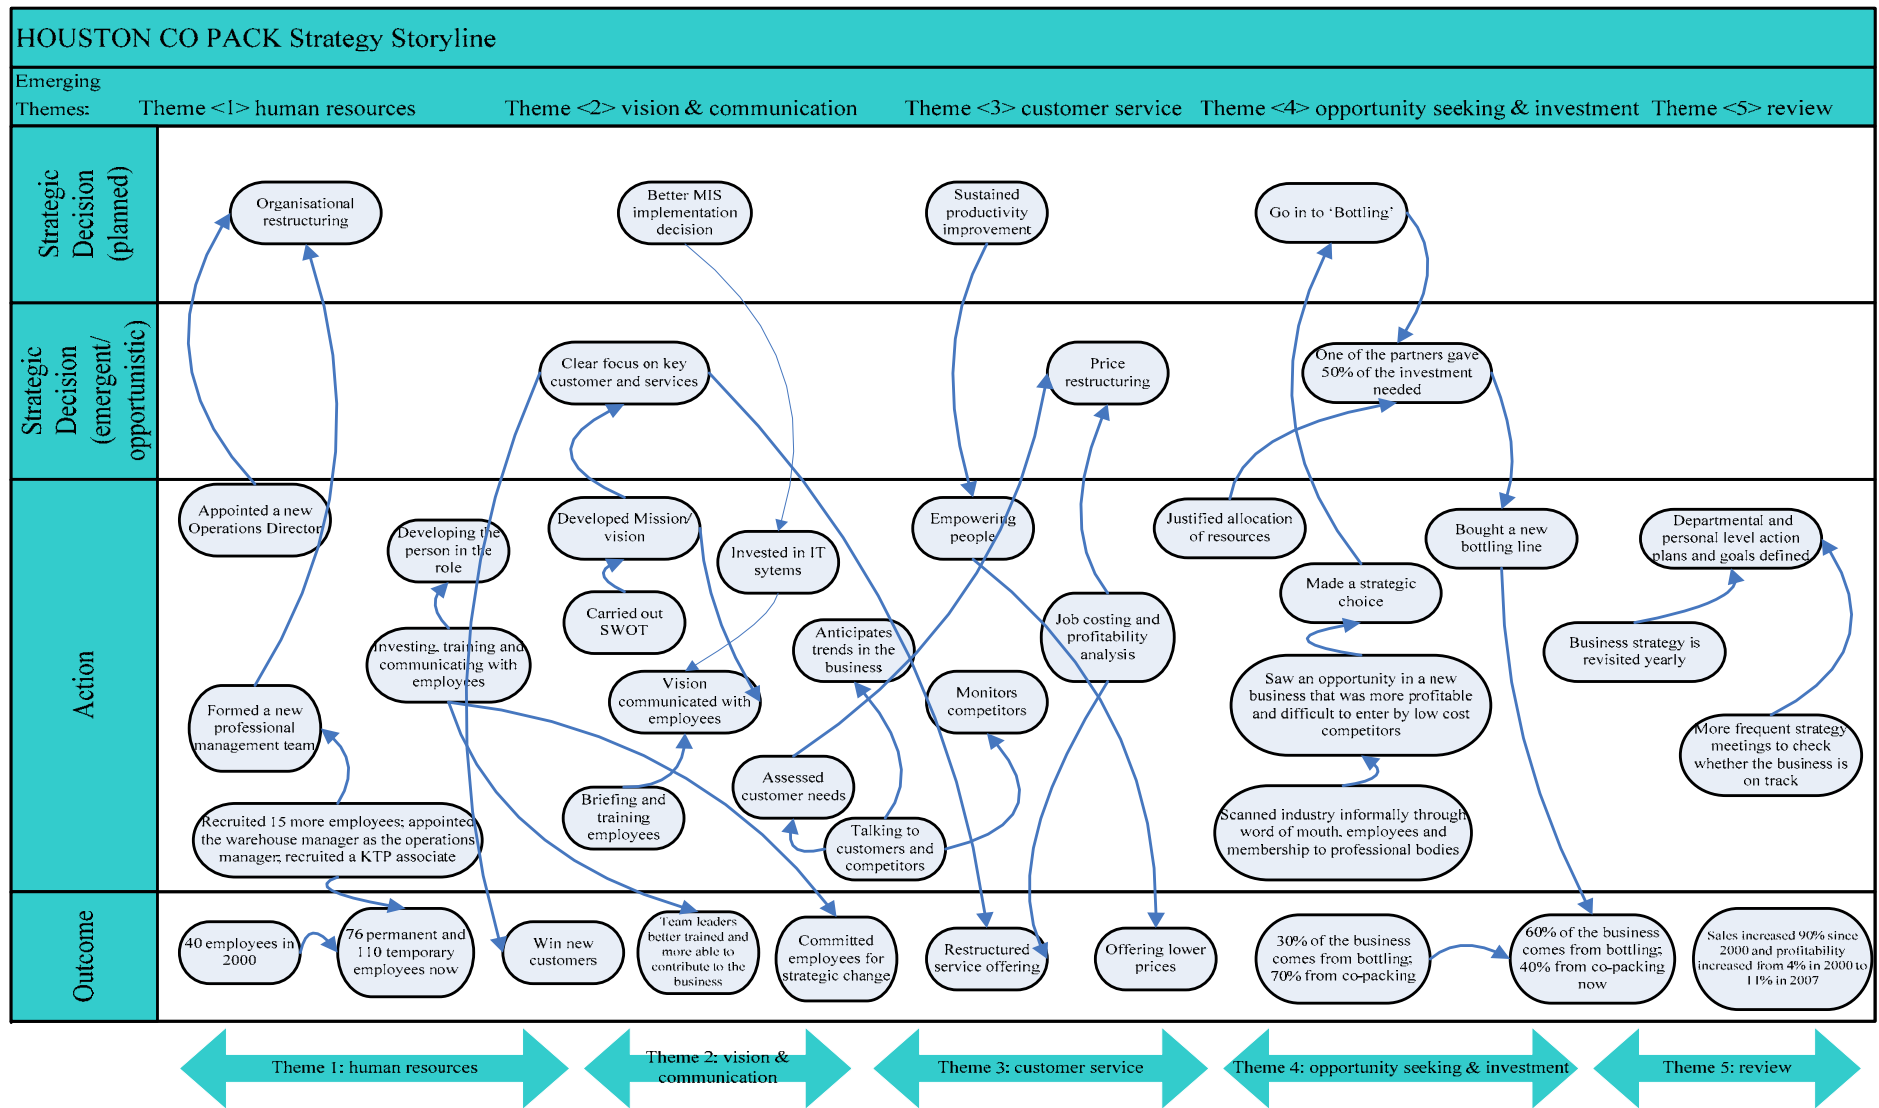 HOUSTON CO PACK Strategy Storyline
Emerging
Themes:
Theme <1> human resources
Theme <2> vision & communication
Theme <3> customer service
Theme <4> opportunity seeking & investment
Theme <5> review
Strategic
Decision
(planned)
Organisational
restructuring
Better MIS
implementation
decision
Sustained
productivity
improvement
Go in to ‘Bottling’
Strategic
Decision
(emergent/
opportunistic)
Clear focus on key
customer and services
Price
restructuring
One of the partners gave
50% of the investment
needed
Action
Appointed a new
Operations Director
Developing the
person in the
role
Developed Mission/
vision
Invested in IT
sytems
Empowering
people
Justified allocation
of resources
Bought a new
bottling line
Departmental and
personal level action
plans and goals defined
Made a strategic
choice
Carried out
SWOT
Anticipates
trends in the
business
Job costing and
profitability
analysis
Business strategy is
revisited yearly
Investing, training and
communicating with
employees
Vision
communicated with
employees
Monitors
competitors
Saw an opportunity in a new
business that was more profitable
and difficult to enter by low cost
competitors
Formed a new
professional
management team
More frequent strategy
meetings to check
whether the business is
on track
Assessed
customer needs
Briefing and
training
employees
Talking to
customers and
competitors
Scanned industry informally through
word of mouth, employees and
membership to professional bodies
Recruited 15 more employees; appointed
the warehouse manager as the operations
manager; recruited a KTP associate
Outcome
40 employees in
2000
76 permanent and
110 temporary
employees now
Win new
customers
Team leaders
better trained and
more able to
contribute to the
business
Committed
employees for
strategic change
Restructured
service offering
Offering lower
prices
30% of the business
comes from bottling;
70% from co-packing
60% of the business
comes from bottling;
40% from co-packing
now
Sales increased 90% since
2000 and profitability
increased from 4% in 2000 to
11% in 2007
Theme 1: human resources
Theme 2: vision &
communication
Theme 3: customer service
Theme 4: opportunity seeking & investment
Theme 5: review